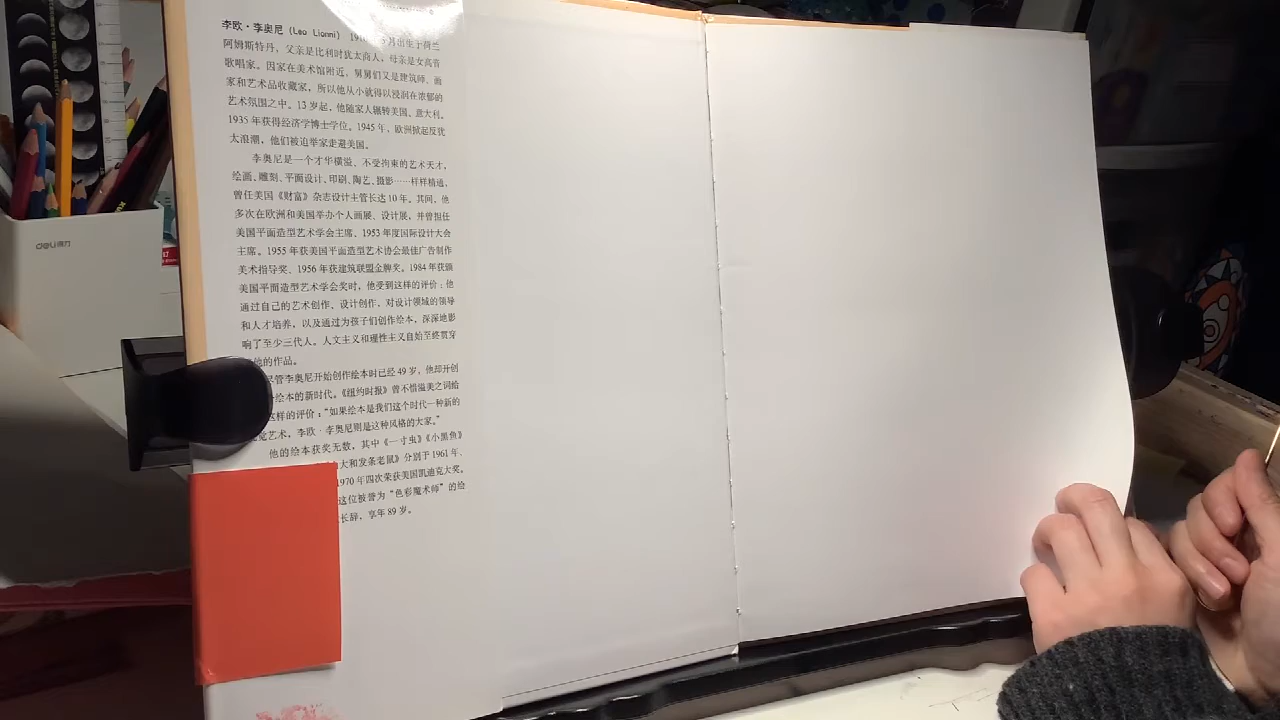 李欧·李奥尼（Leo Lionni） 19 月出生于荷兰
阿姆斯特丹，父亲是比利时犹太商人，母亲是女高音
歌唱家。因家在美术馆附近，舅舅们又是建筑师、画
家和艺术品收藏家，所以他从小就得以浸润在浓郁的
艺术氛围之中。13 岁起，他随家人辗转美国、意大利。
1935 年获得经济学博士学位。1945 年，欧洲掀起反犹
太浪潮，他们被迫举家走避美国。
李奥尼是一个才华横溢、不受拘束的艺术天才，
绘画、雕刻、平面设计、印刷、陶艺、摄影……样样精通，
曾任美国《财富》杂志设计主管长达 10 年。其间，他
多次在欧洲和美国举办个人画展、设计展，并曾担任
美国平面造型艺术学会主席、1953 年度国际设计大会
主席。1955 年获美国平面造型艺术协会最佳广告制作
美术指导奖、1956 年获建筑联盟金牌奖。1984 年获颁
美国平面造型艺术学会奖时，他受到这样的评价：他
通过自己的艺术创作、设计创作，对设计领域的领导
和人才培养，以及通过为孩子们创作绘本，深深地影
响了至少三代人。人文主义和理性主义自始至终贯穿
他的作品。
尽管李奥尼开始创作绘本时已经 49 岁，他却开创
绘本的新时代。《纽约时报》曾不惜溢美之词给
这样的评价：“如果绘本是我们这个时代一种新的
觉艺术，李欧·李奥尼则是这种风格的大家。”
他的绘本获奖无数，其中《一寸虫》《小黑鱼》
大和发条老鼠》分别于 1961 年、
1970 年四次荣获美国凯迪克大奖。
这位被誉为“色彩魔术师”的绘
长辞，享年 89 岁。
deli得力